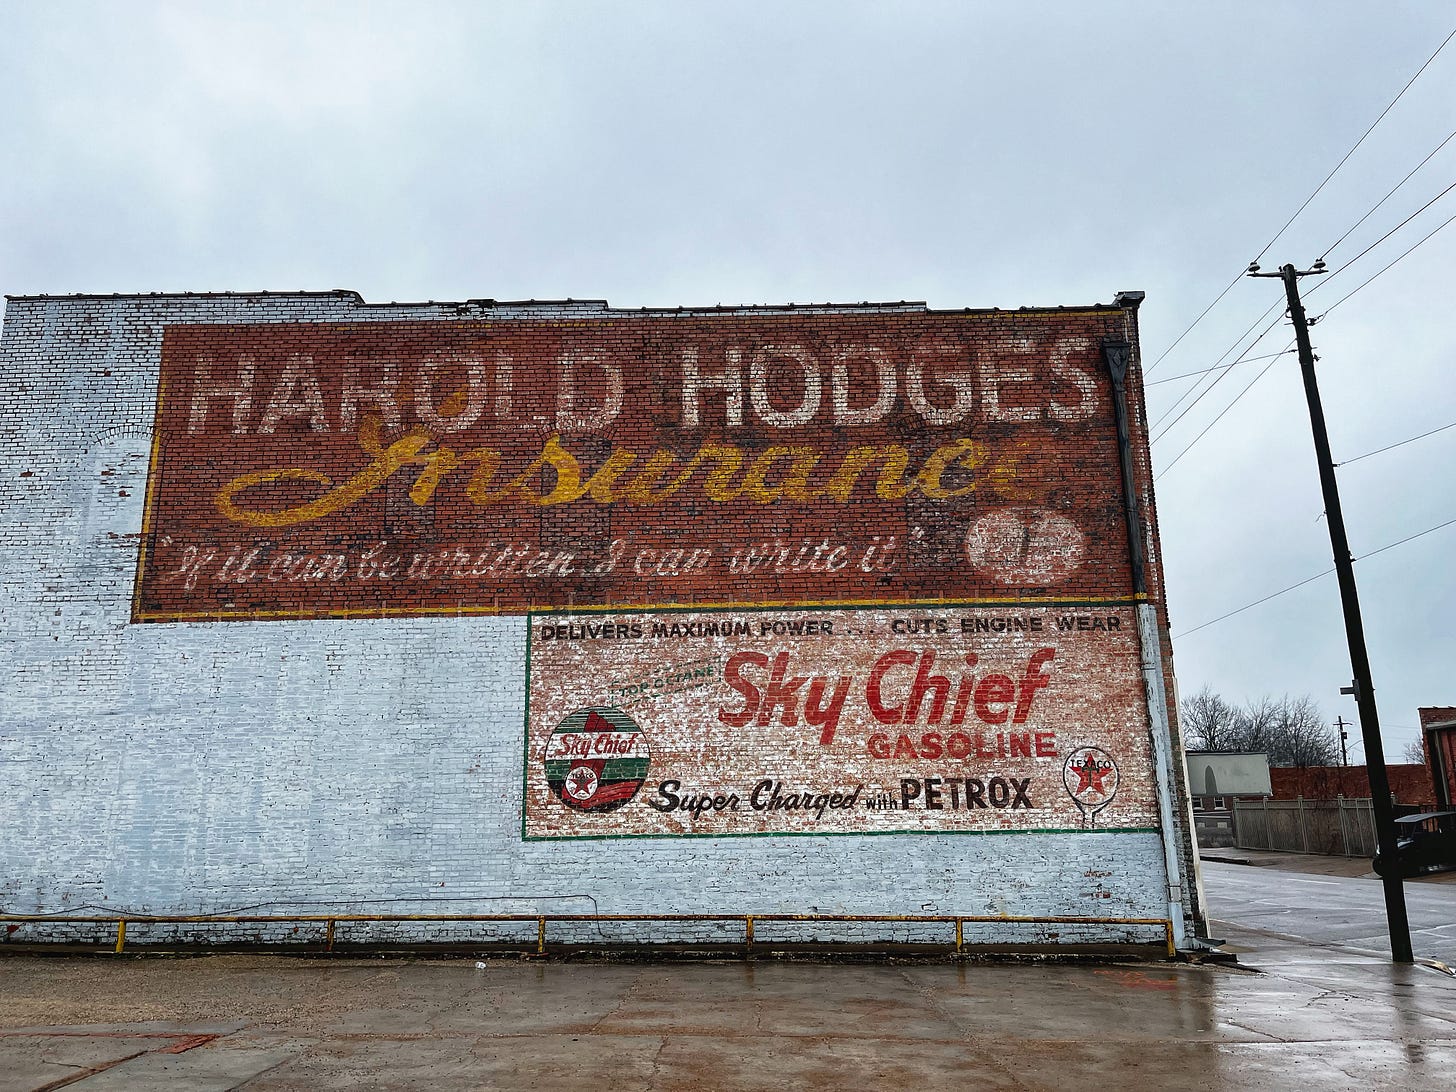 HAROLD HODGES
Insurance
"If it can be written I can write it"
DELIVERS MAXIMUM POWER ... CUTS ENGINE WEAR
"TOP OCTANE"
Sky Chief
GASOLINE
Sky Chief
TEXACO
Super Charged with PETROX